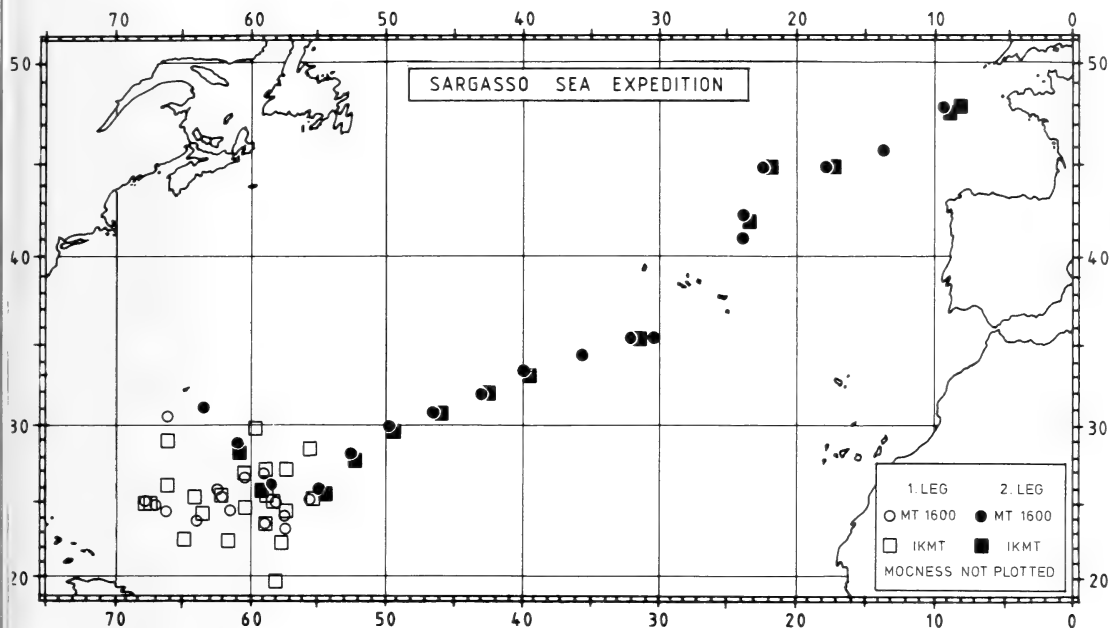 70 60 50 40 30 20 10 0
50 50
SARGASSO SEA EXPEDITION
40 40
30 30
1. LEG 2. LEG
MT 1600 MT 1600
IKMT IKMT
MOCNESS NOT PLOTTED
20 20
70 60 50 40 30 20 10 0